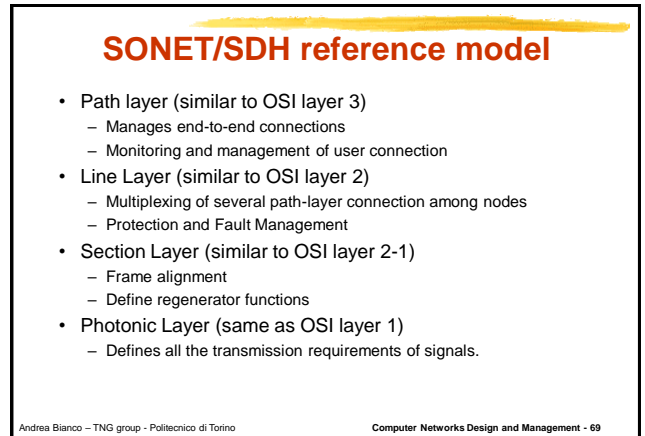 SONET/SDH reference model
• Path layer (similar to OSI layer 3)
– Manages end-to-end connections
– Monitoring and management of user connection
• Line Layer (similar to OSI layer 2)
– Multiplexing of several path-layer connection among nodes
– Protection and Fault Management
• Section Layer (similar to OSI layer 2-1)
– Frame alignment
– Define regenerator functions
• Photonic Layer (same as OSI layer 1)
– Defines all the transmission requirements of signals.
Andrea Bianco – TNG group - Politecnico di Torino
Computer Networks Design and Management - 69